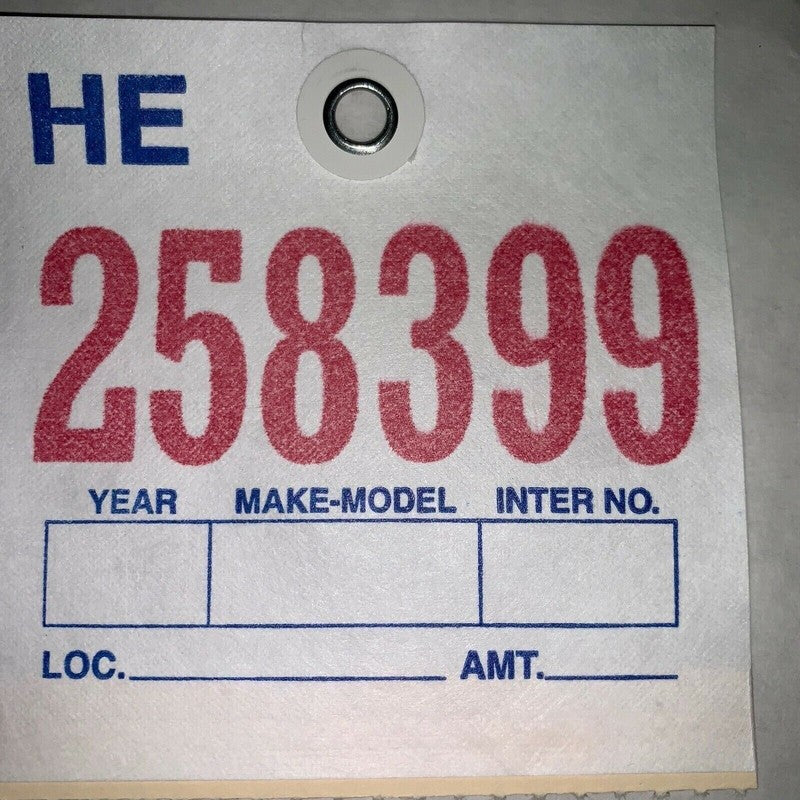 HE
258399
YEAR MAKE-MODEL INTER NO.
LOC. AMT.